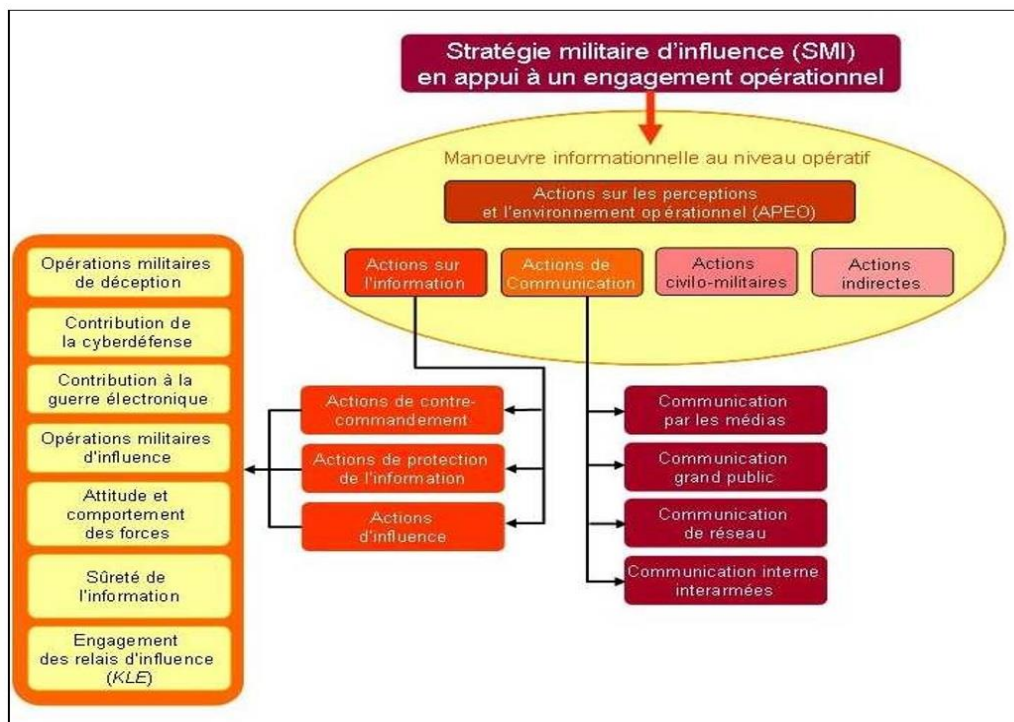 Stratégie militaire d'influence (SMI)
en appui à un engagement opérationnel
Manoeuvre informationnelle au niveau opératif
Actions sur les perceptions
et l'environnement opérationnel (APEO)
Actions sur
l'information
Actions de
Communication
Actions
civilo-militaires
Actions
indirectes
Opérations militaires
de déception
Contribution de
la cyberdéfense
Contribution à la
guerre électronique
Opérations militaires
d'influence
Attitude et
comportement
des forces
Sûreté de
l'information
Engagement
des relais d'influence
(KLE)
Actions de contre-
commandement
Actions de protection
de l'information
Actions
d'influence
Communication
par les médias
Communication
grand public
Communication
de réseau
Communication interne
interarmées